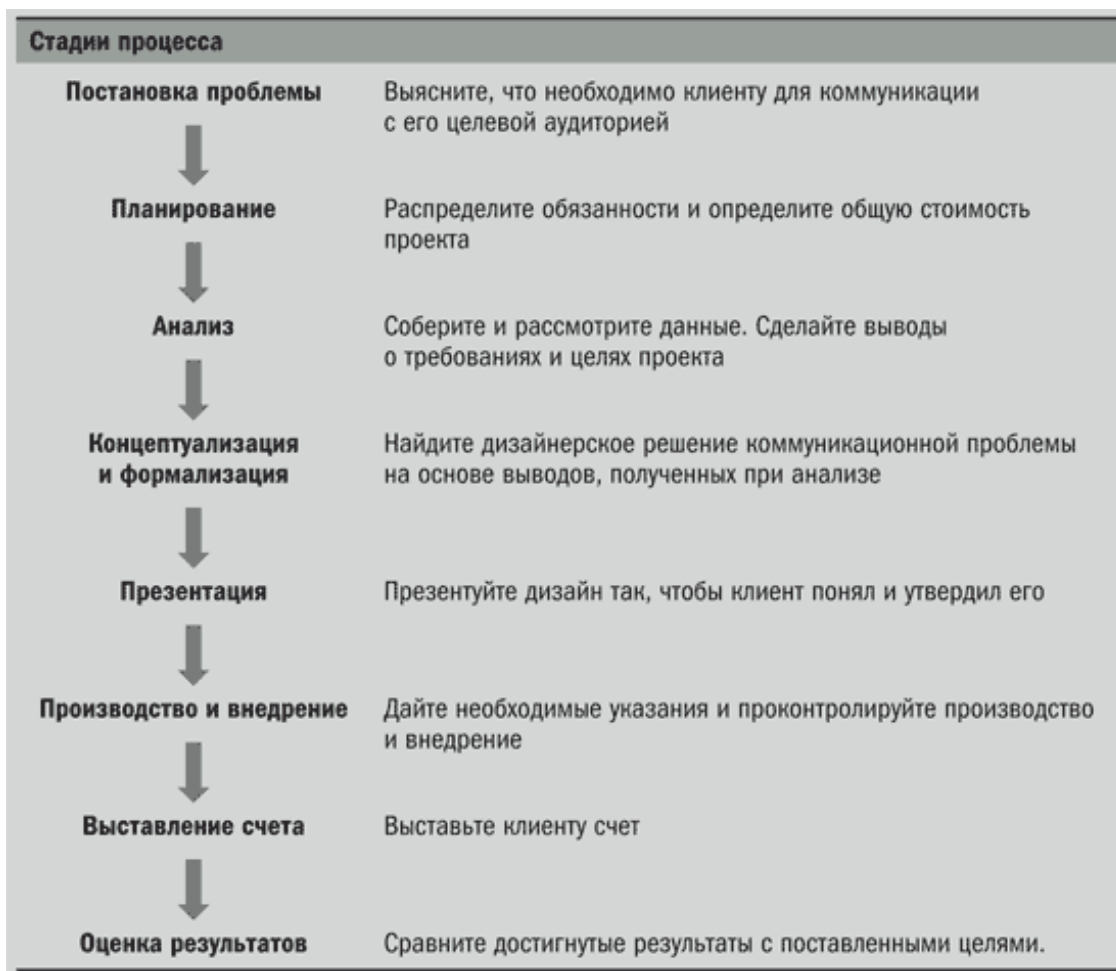 Стадии процесса
Постановка проблемы
Выясните, что необходимо клиенту для коммуникации
с его целевой аудиторией
Планирование
Распределите обязанности и определите общую стоимость
проекта
Анализ
Соберите и рассмотрите данные. Сделайте выводы
о требованиях и целях проекта
Концептуализация
и формализация
Найдите дизайнерское решение коммуникационной проблемы
на основе выводов, полученных при анализе
Презентация
Презентуйте дизайн так, чтобы клиент понял и утвердил его
Производство и внедрение
Дайте необходимые указания и проконтролируйте производство
и внедрение
Выставление счета
Выставьте клиенту счет
Оценка результатов
Сравните достигнутые результаты с поставленными целями.